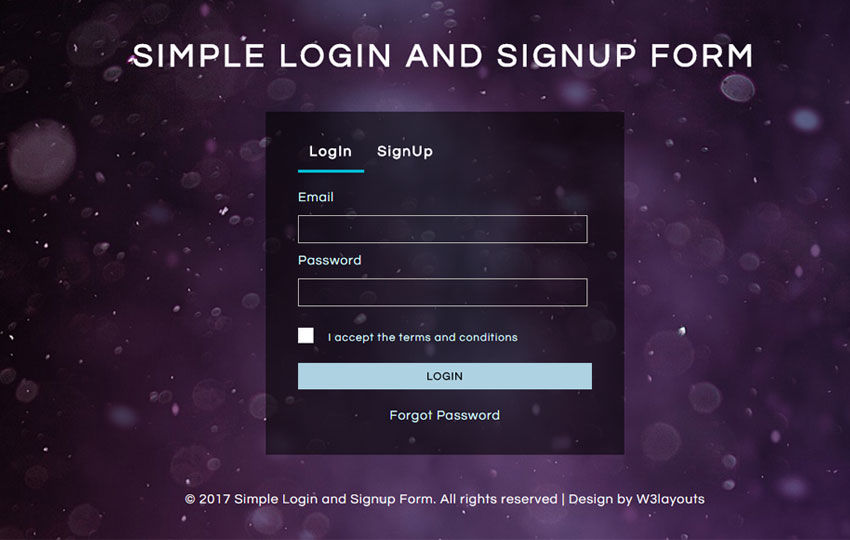 SIMPLE LOGIN AND SIGNUP FORM
LogIn SignUp
Email
Password
I accept the terms and conditions
LOGIN
Forgot Password
© 2017 Simple Login and Signup Form. All rights reserved | Design by W3layouts